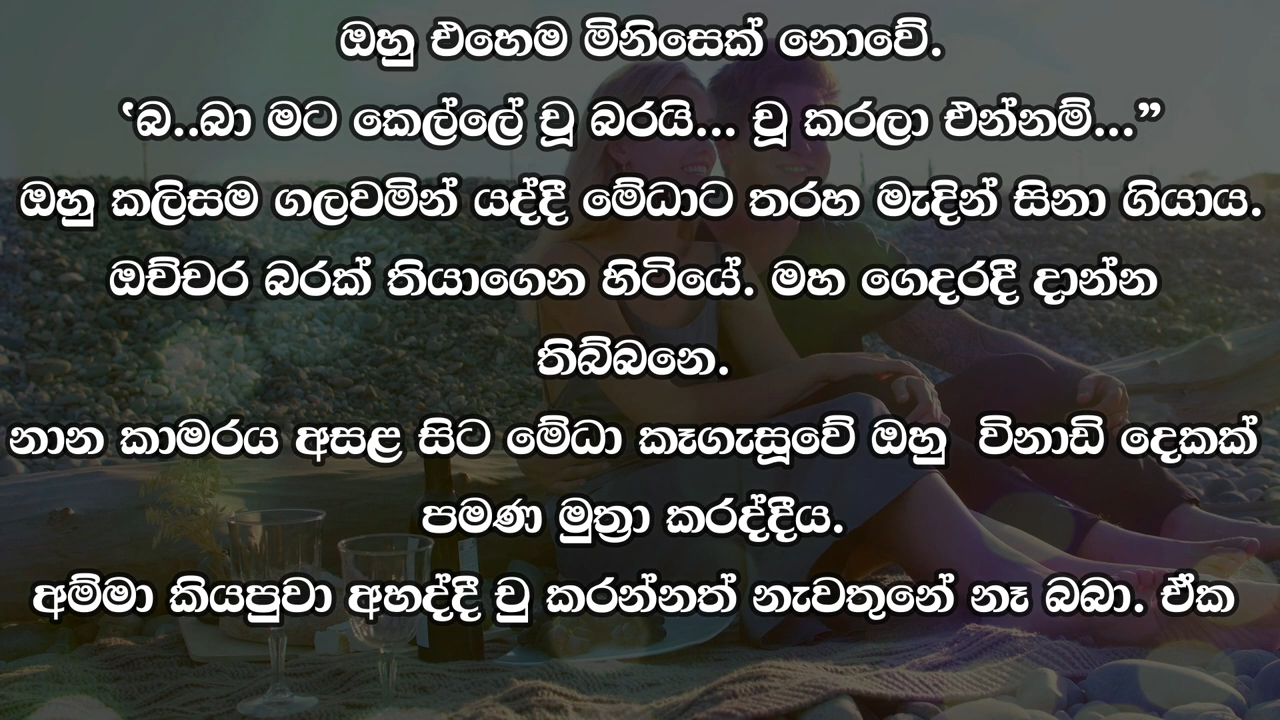 ඔහු එහෙම මිනිසෙක් නොවේ.
‛බ..බා මට කෙල්ලේ චූ බරයි... චූ කරලා එන්නම්...”
ඔහු කලිසම ගලවමින් යද්දී මේධාට තරහ මැදින් සිනා ගියාය.
ඔච්චර බරක් තියාගෙන හිටියේ. මහ ගෙදරදී දාන්න
තිබ්බනෙ.
නාන කාමරය අසළ සිට මේධා කෑගැසූවේ ඔහු  විනාඩි දෙකක්
පමණ මුත්‍රා කරද්දීය.
අම්මා කියපුවා අහද්දී චු කරන්නත් නැවතුනේ නෑ බබා. ඒක